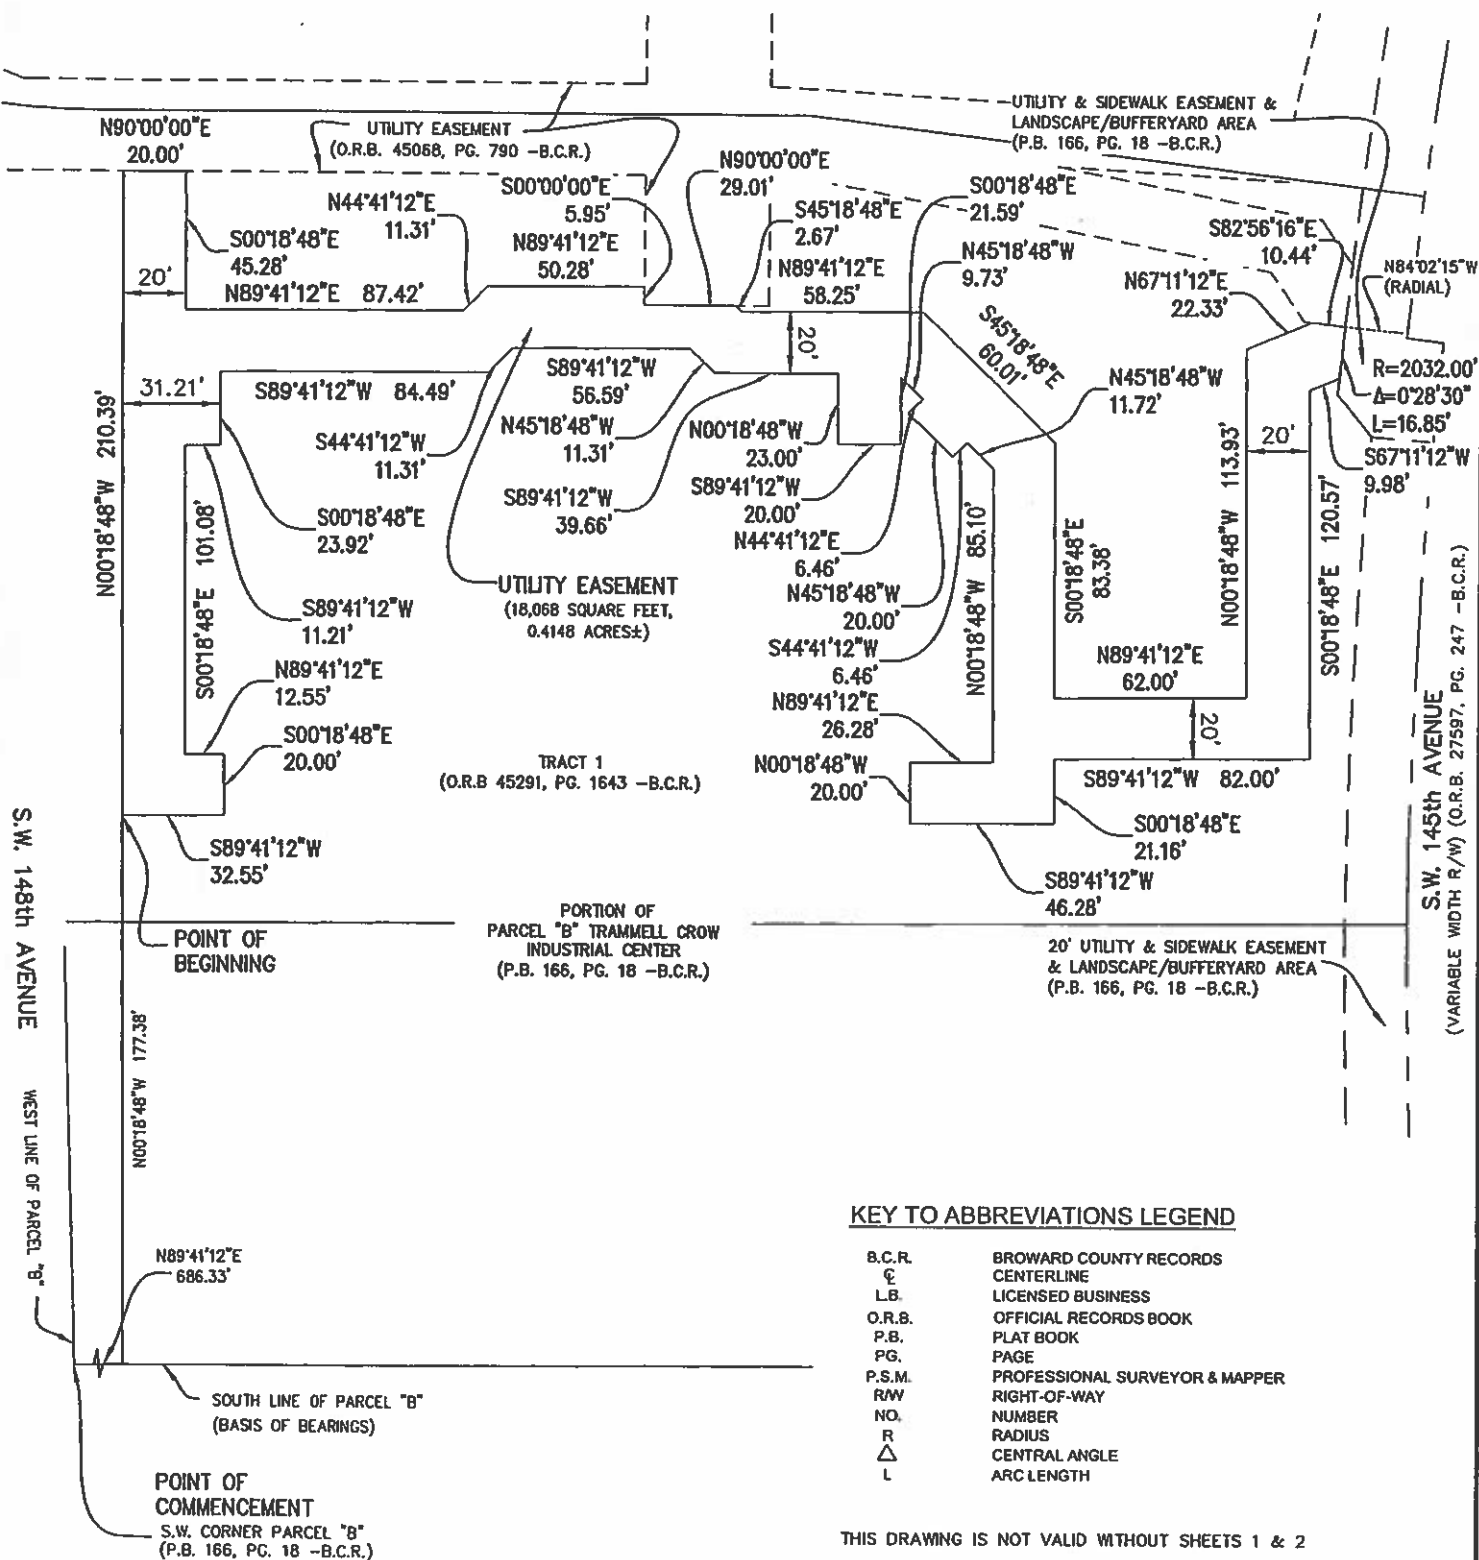 N90°00'00"E
20.00'
UTILITY EASEMENT
(O.R.B. 45068, PG. 790 -B.C.R.)
UTILITY & SIDEWALK EASEMENT &
LANDSCAPE/BUFFERYARD AREA
(P.B. 166, PG. 18 -B.C.R.)
N90°00'00"E
29.01'
S00°00'00"E
5.95'
S00°18'48"E
21.59'
N44°41'12"E
11.31'
S45°18'48"E
2.67'
S82°56'16"E
10.44'
S00°18'48"E
45.28'
N89°41'12"E
50.28'
N45°18'48"W
9.73'
N84°02'15"W
(RADIAL)
20'
N89°41'12"E 87.42'
N89°41'12"E
58.25'
N67°11'12"E
22.33'
S45°18'48"E
60.01'
20'
R=2032.00'
Δ=0°28'30"
L=16.85'
31.21'
S89°41'12"W 84.49'
S89°41'12"W
56.59'
N45°18'48"W
11.72'
N00°18'48"W 210.39'
S44°41'12"W
11.31'
N45°18'48"W
11.31'
N00°18'48"W
23.00'
20'
S67°11'12"W
9.98'
S89°41'12"W
39.66'
S89°41'12"W
20.00'
S00°18'48"E
23.92'
N44°41'12"E
6.46'
N00°18'48"W 113.93'
S00°18'48"E 120.57'
S00°18'48"E 101.08'
UTILITY EASEMENT
(18,068 SQUARE FEET,
0.4148 ACRES±)
N45°18'48"W
20.00'
N00°18'48"W 85.10'
S00°18'48"E
83.38'
S89°41'12"W
11.21'
S44°41'12"W
6.46'
N89°41'12"E
62.00'
N89°41'12"E
12.55'
N89°41'12"E
26.28'
S00°18'48"E
20.00'
20'
TRACT 1
(O.R.B 45291, PG. 1643 -B.C.R.)
N00°18'48"W
20.00'
S89°41'12"W 82.00'
S.W. 145th AVENUE
(VARIABLE WIDTH R/W) (O.R.B. 27597, PG. 247 -B.C.R.)
S89°41'12"W
32.55'
S00°18'48"E
21.16'
S89°41'12"W
46.28'
S.W. 148th AVENUE
POINT OF
BEGINNING
PORTION OF
PARCEL "B" TRAMMELL CROW
INDUSTRIAL CENTER
(P.B. 166, PG. 18 -B.C.R.)
20' UTILITY & SIDEWALK EASEMENT
& LANDSCAPE/BUFFERYARD AREA
(P.B. 166, PG. 18 -B.C.R.)
N00°18'48"W 177.38'
WEST LINE OF PARCEL "B"
N89°41'12"E
686.33'
SOUTH LINE OF PARCEL "B"
(BASIS OF BEARINGS)
POINT OF
COMMENCEMENT
S.W. CORNER PARCEL "B"
(P.B. 166, PG. 18 -B.C.R.)
KEY TO ABBREVIATIONS LEGEND
B.C.R. BROWARD COUNTY RECORDS
℄ CENTERLINE
L.B. LICENSED BUSINESS
O.R.B. OFFICIAL RECORDS BOOK
P.B. PLAT BOOK
PG. PAGE
P.S.M. PROFESSIONAL SURVEYOR & MAPPER
R/W RIGHT-OF-WAY
NO. NUMBER
R RADIUS
△ CENTRAL ANGLE
L ARC LENGTH
THIS DRAWING IS NOT VALID WITHOUT SHEETS 1 & 2